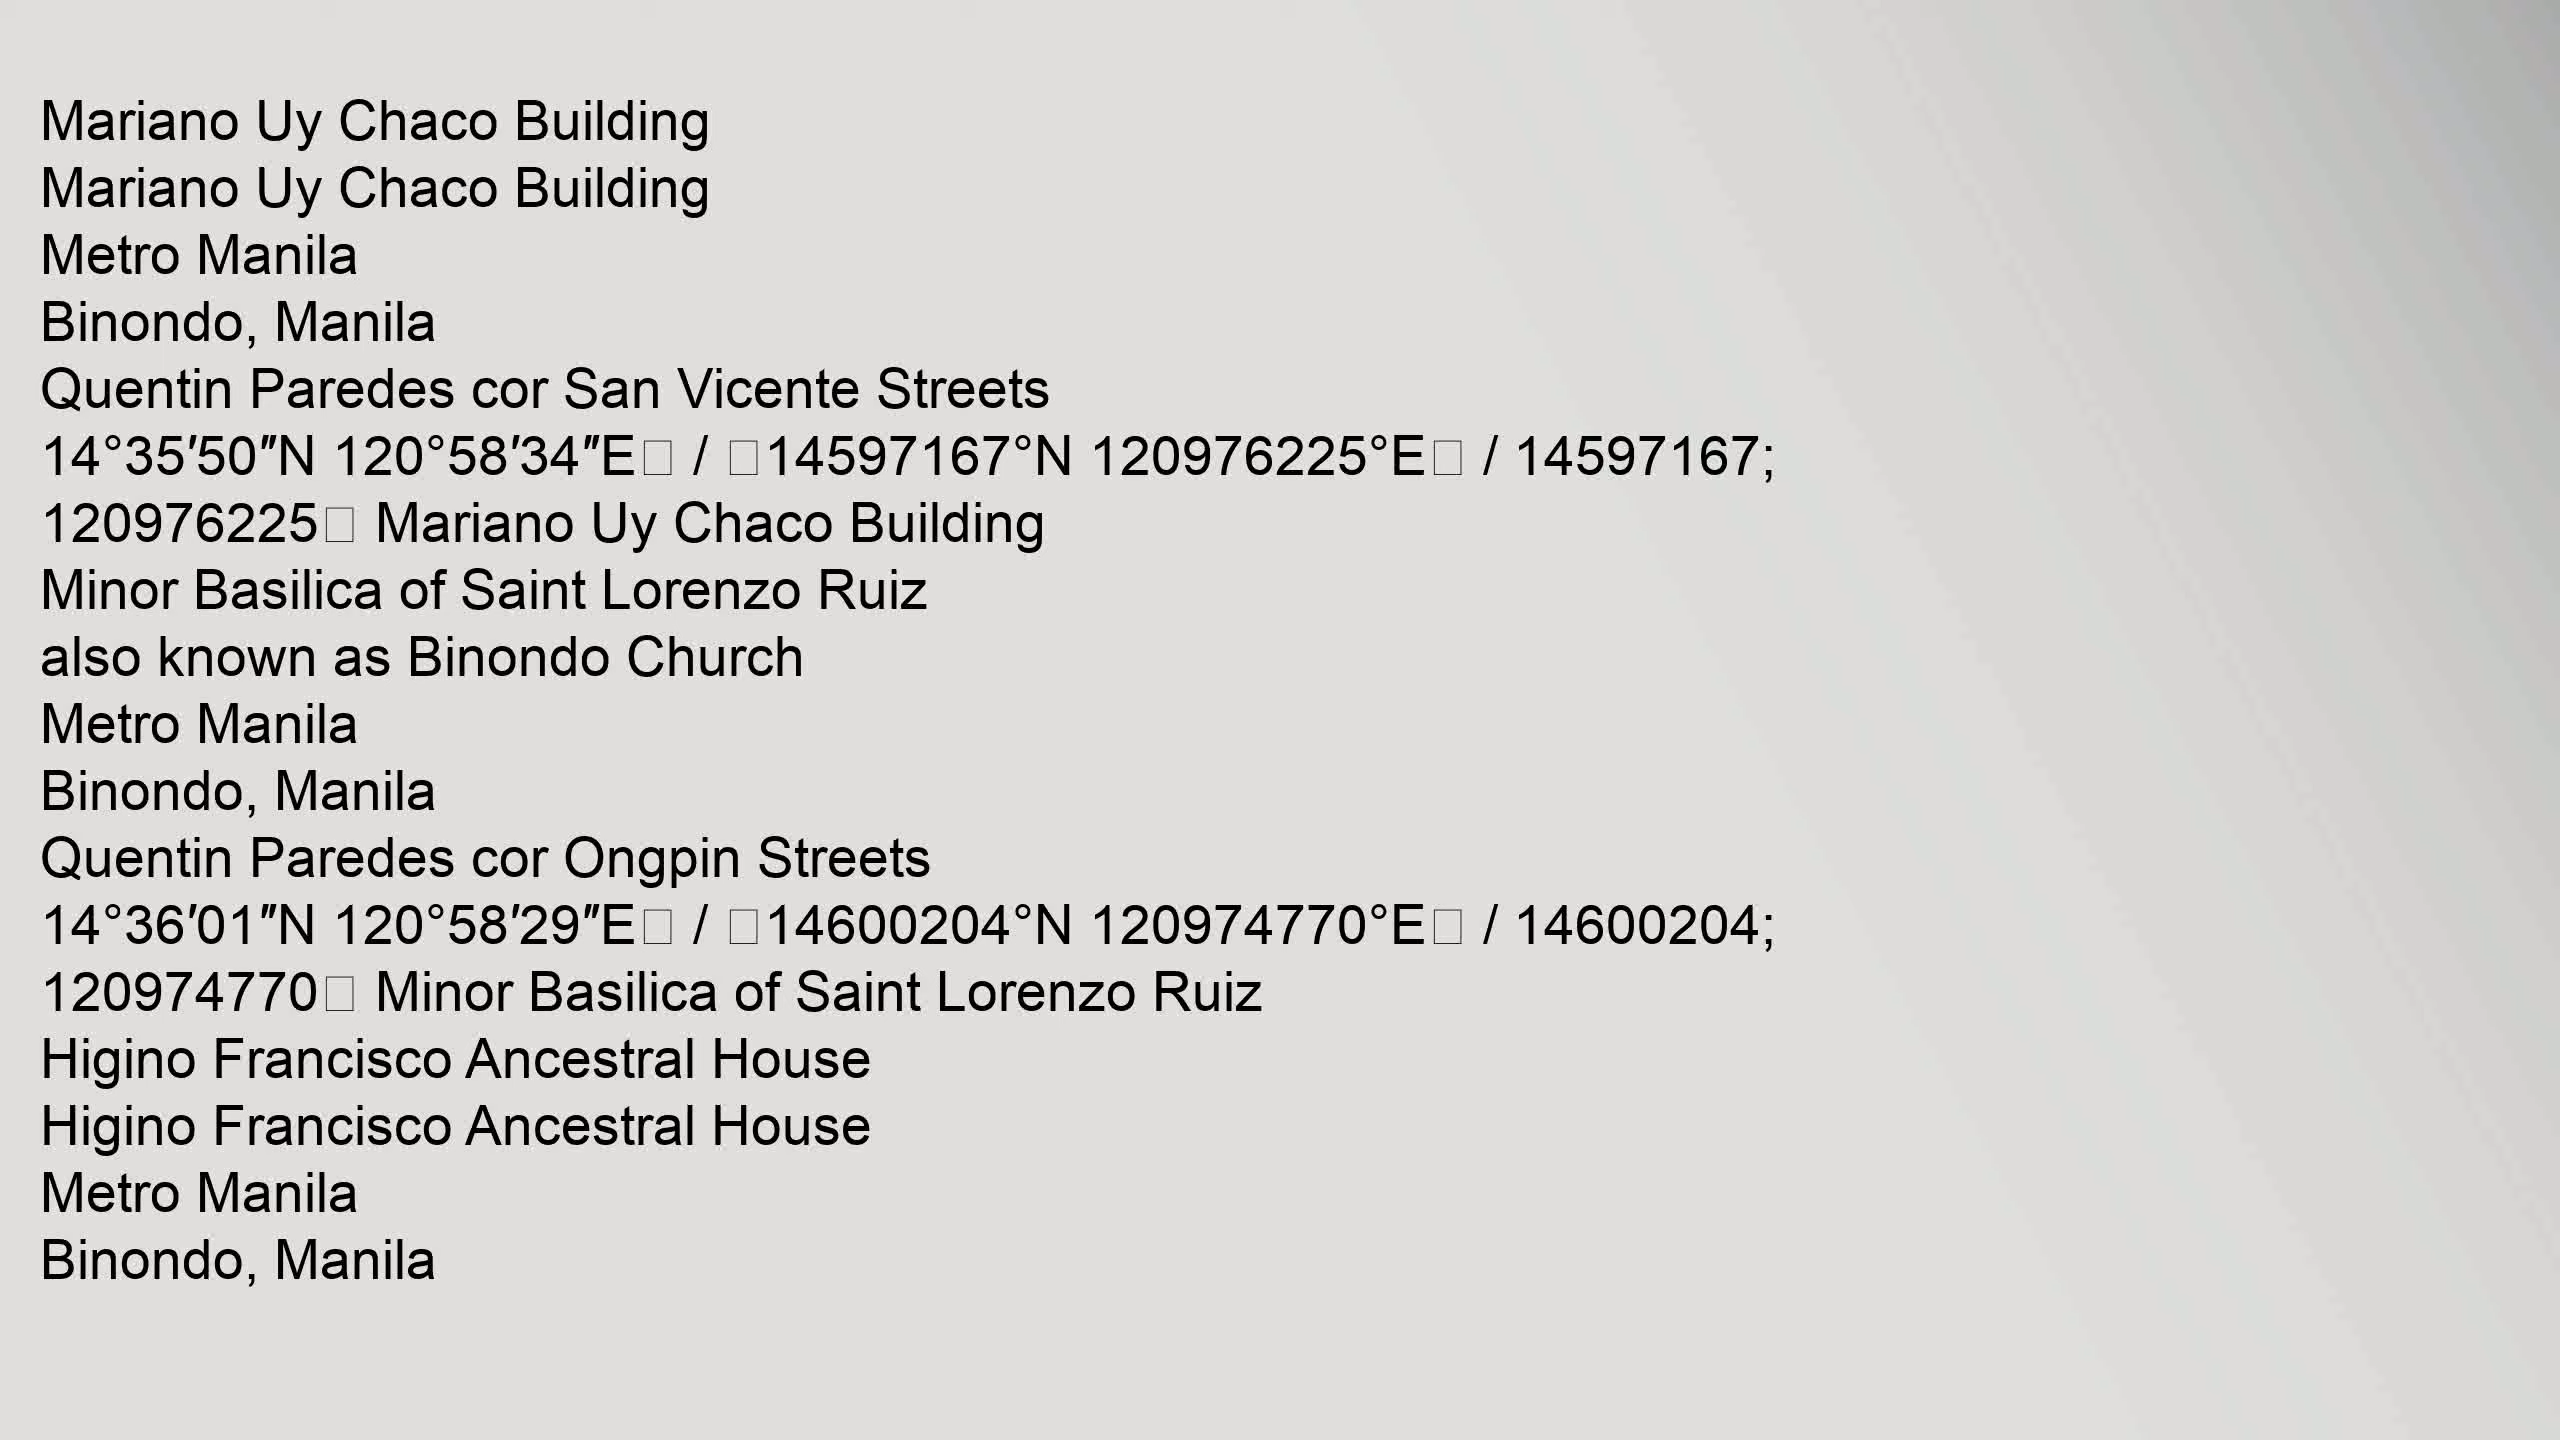 Mariano Uy Chaco Building
Mariano Uy Chaco Building
Metro Manila
Binondo, Manila
Quentin Paredes cor San Vicente Streets
14°35′50″N 120°58′34″E□ / □14597167°N 120976225°E□ / 14597167;
120976225□ Mariano Uy Chaco Building
Minor Basilica of Saint Lorenzo Ruiz
also known as Binondo Church
Metro Manila
Binondo, Manila
Quentin Paredes cor Ongpin Streets
14°36′01″N 120°58′29″E□ / □14600204°N 120974770°E□ / 14600204;
120974770□ Minor Basilica of Saint Lorenzo Ruiz
Higino Francisco Ancestral House
Higino Francisco Ancestral House
Metro Manila
Binondo, Manila